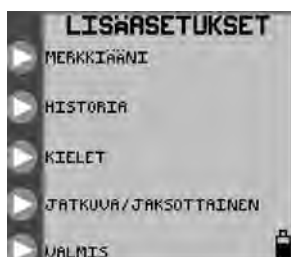 LISÄASETUKSET
MERKKIÄÄNI
HISTORIA
KIELET
JATKUVA/JAKSOTTAINEN
VALMIS